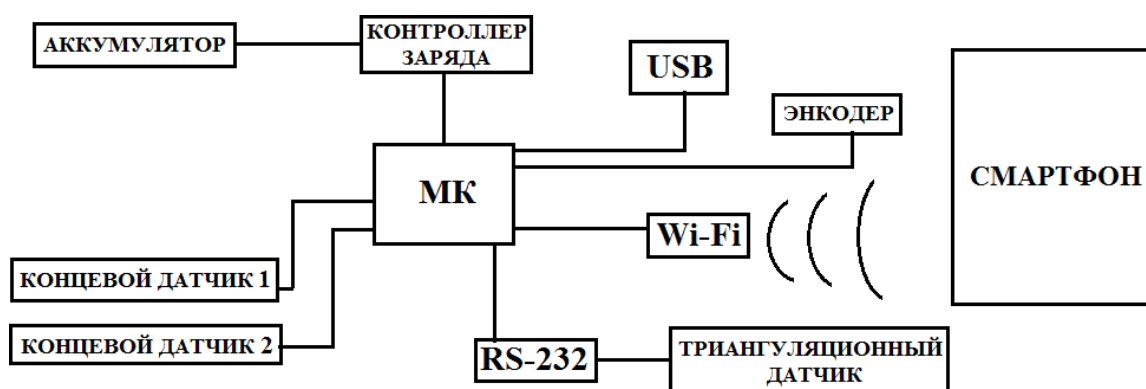 АККУМУЛЯТОР
КОНТРОЛЛЕР
ЗАРЯДА
USB
ЭНКОДЕР
МК
СМАРТФОН
Wi-Fi
КОНЦЕВОЙ ДАТЧИК 1
КОНЦЕВОЙ ДАТЧИК 2
RS-232
ТРИАНГУЛЯЦИОННЫЙ
ДАТЧИК